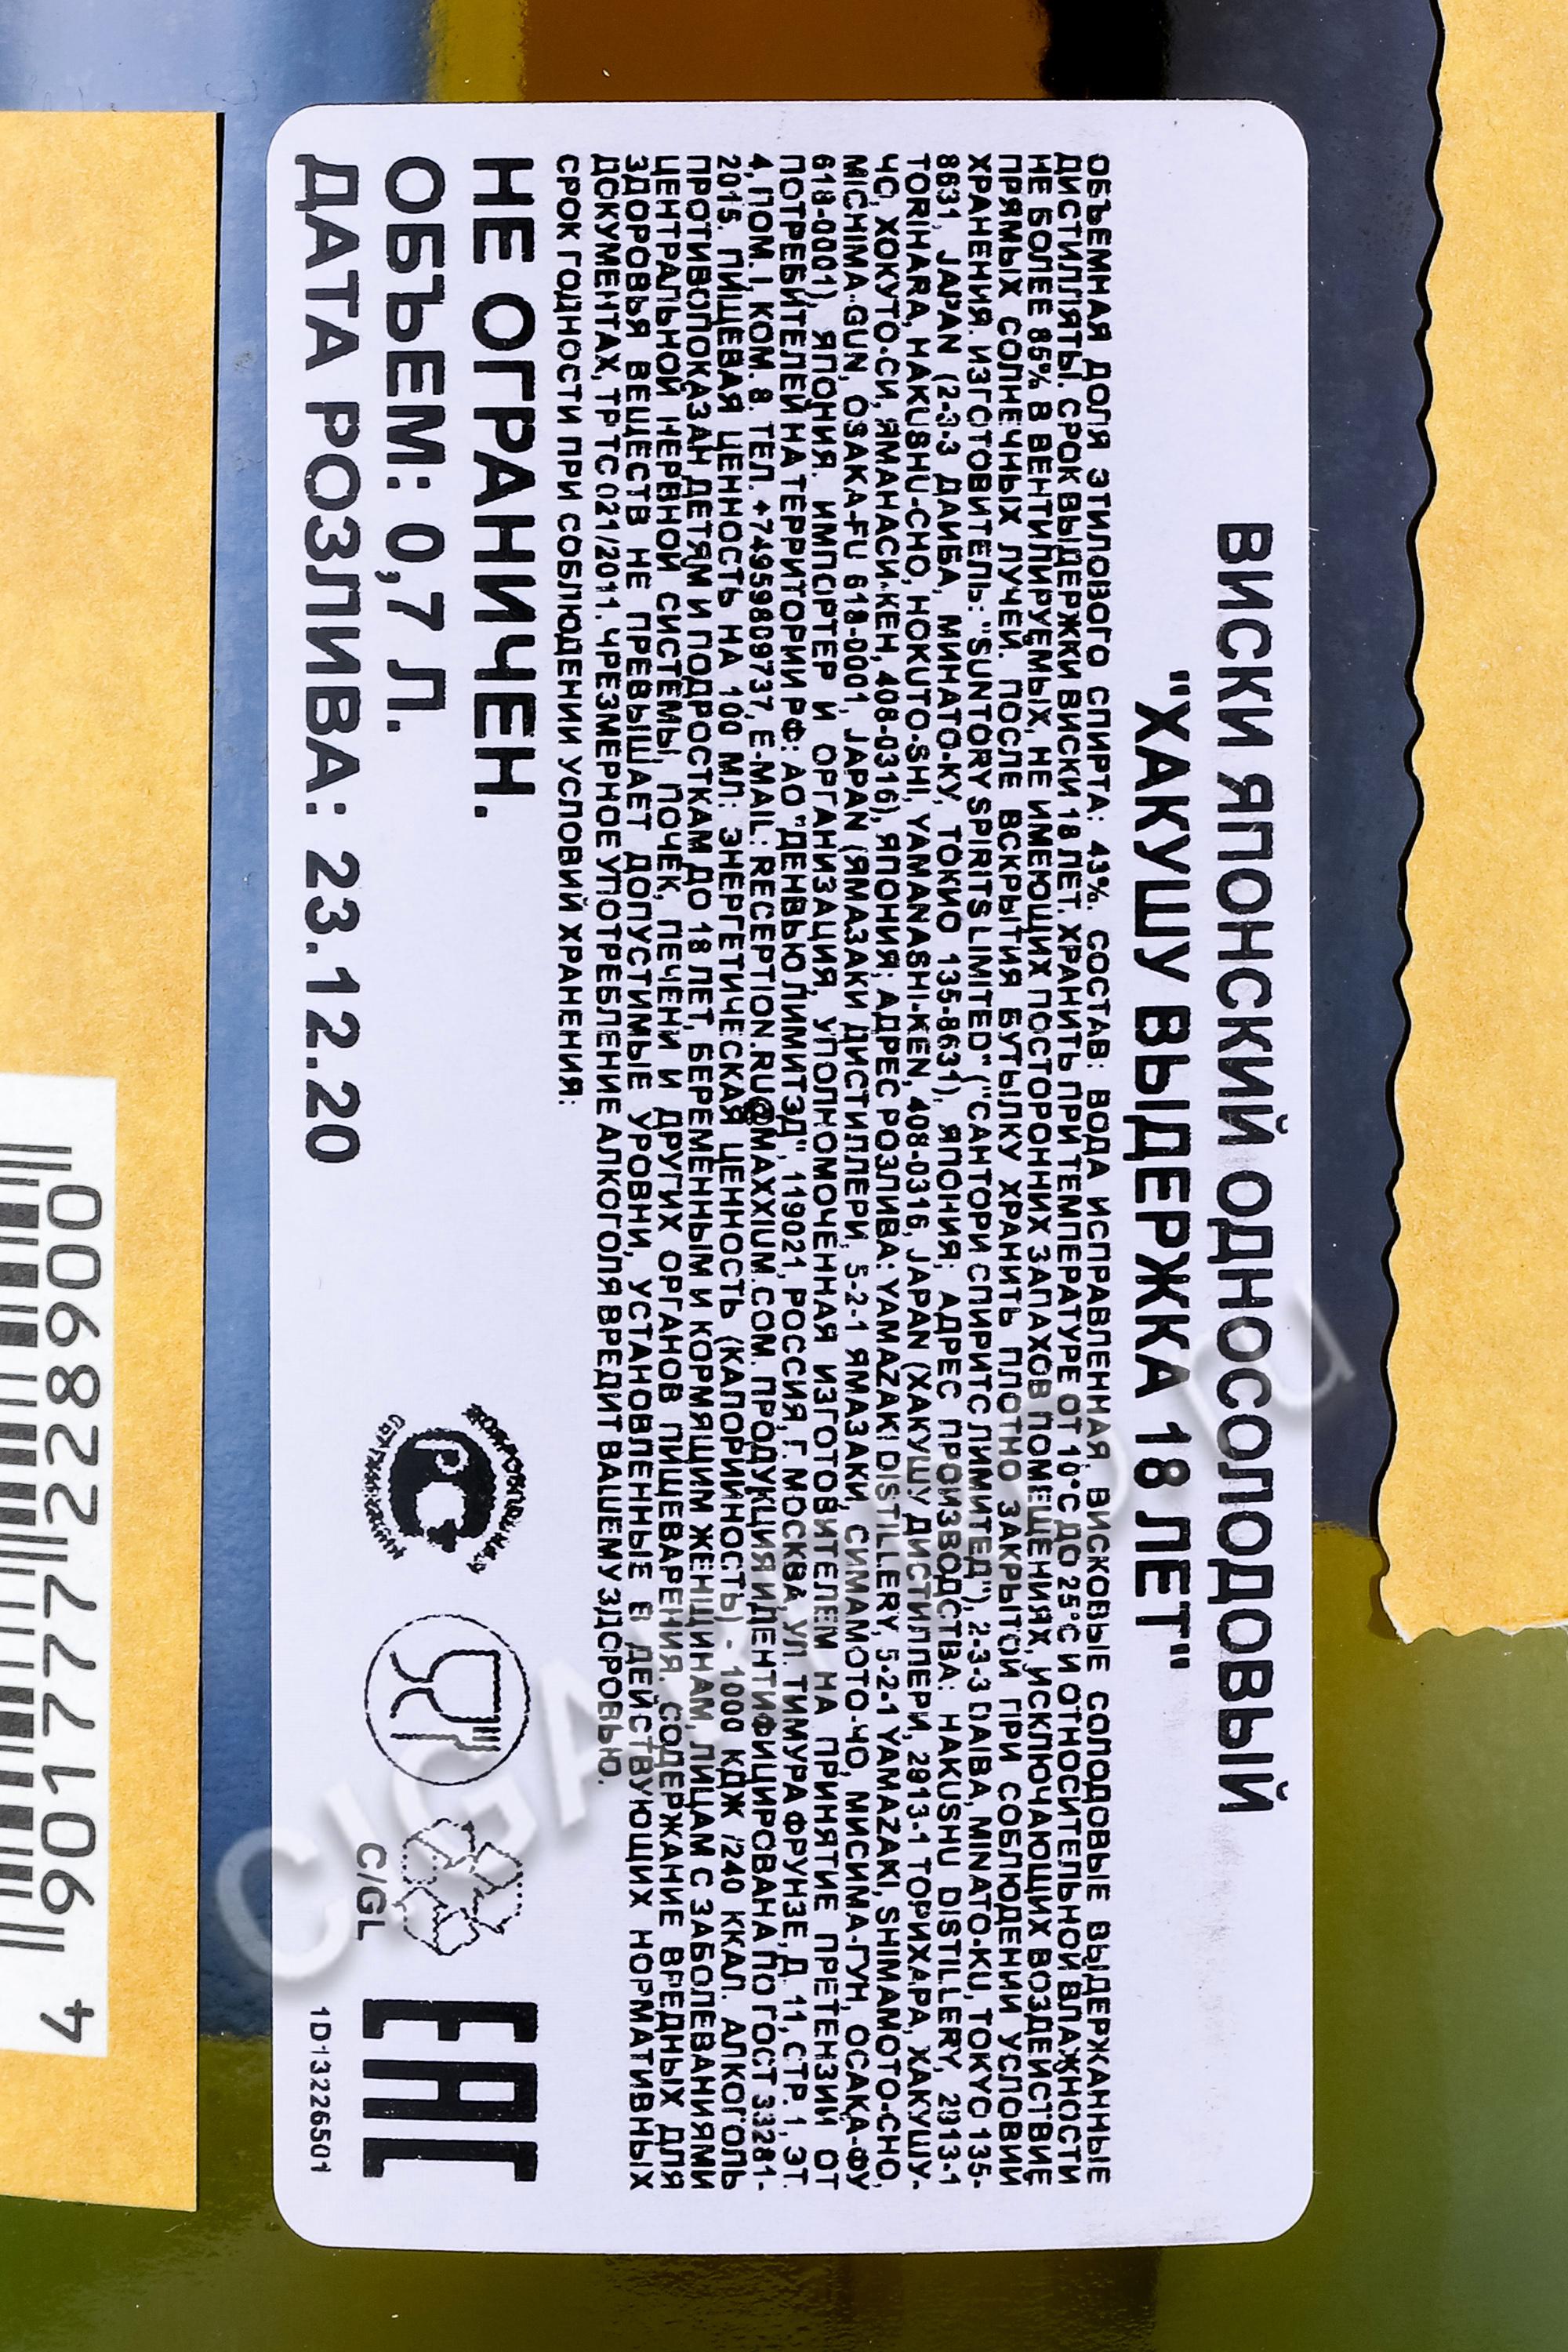 ВИСКИ ЯПОНСКИЙ ОДНОСОЛОДОВЫЙ
"ХАКУШУ ВЫДЕРЖКА 18 ЛЕТ"
ОБЪЕМНАЯ ДОЛЯ ЭТИЛОВОГО СПИРТА: 43%. СОСТАВ: ВОДА ИСПРАВЛЕННАЯ, ВИСКОВЫЕ СОЛОДОВЫЕ ВЫДЕРЖАННЫЕ
ДИСТИЛЛЯТЫ. СРОК ВЫДЕРЖКИ ВИСКИ 18 ЛЕТ. ХРАНИТЬ ПРИ ТЕМПЕРАТУРЕ ОТ 10°С ДО 25°С И ОТНОСИТЕЛЬНОЙ ВЛАЖНОСТИ
НЕ БОЛЕЕ 85% В ВЕНТИЛИРУЕМЫХ, НЕ ИМЕЮЩИХ ПОСТОРОННИХ ЗАПАХОВ ПОМЕЩЕНИЯХ, ИСКЛЮЧАЮЩИХ ВОЗДЕЙСТВИЕ
ПРЯМЫХ СОЛНЕЧНЫХ ЛУЧЕЙ. ПОСЛЕ ВСКРЫТИЯ БУТЫЛКУ ХРАНИТЬ ПЛОТНО ЗАКРЫТОЙ ПРИ СОБЛЮДЕНИИ УСЛОВИЙ
ХРАНЕНИЯ. ИЗГОТОВИТЕЛЬ: "SUNTORY SPIRITS LIMITED" ("САНТОРИ СПИРИТС ЛИМИТЕД"), 2-3-3 DAIBA, MINATO-KU, TOKYO 135-
8631, JAPAN (2-3-3 ДАИБА, МИНАТО-КУ, ТОКИО 135-8631), ЯПОНИЯ; АДРЕС ПРОИЗВОДСТВА: HAKUSHU DISTILLERY, 2913-1
TORIHARA, HAKUSHU-CHO, HOKUTO-SHI, YAMANASHI-KEN, 408-0316, JAPAN (ХАКУШУ ДИСТИЛЛЕРИ, 2913-1 ТОРИХАРА, ХАКУШУ-
ЧО, ХОКУТО-СИ, ЯМАНАСИ-КЕН, 408-0316), ЯПОНИЯ; АДРЕС РОЗЛИВА: YAMAZAKI DISTILLERY, 5-2-1 YAMAZAKI, SHIMAMOTO-CHO,
MICHIMA-GUN, OSAKA-FU 618-0001, JAPAN (ЯМАЗАКИ ДИСТИЛЛЕРИ, 5-2-1 ЯМАЗАКИ, СИМАМОТО-ЧО, МИСИМА-ГУН, ОСАКА-ФУ
618-0001), ЯПОНИЯ. ИМПОРТЕР И ОРГАНИЗАЦИЯ, УПОЛНОМОЧЕННАЯ ИЗГОТОВИТЕЛЕМ НА ПРИНЯТИЕ ПРЕТЕНЗИЙ ОТ
ПОТРЕБИТЕЛЕЙ НА ТЕРРИТОРИИ РФ: АО "ДЕНВЬЮ ЛИМИТЭД", 119021, РОССИЯ, Г. МОСКВА, УЛ. ТИМУРА ФРУНЗЕ, Д. 11, СТР. 1, ЭТ.
4, ПОМ. I, КОМ. 8. ТЕЛ. +74959809737, E-MAIL: RECEPTION.RU@MAXXIUM.COM. ПРОДУКЦИЯ ИДЕНТИФИЦИРОВАНА ПО ГОСТ 33281-
2015. ПИЩЕВАЯ ЦЕННОСТЬ НА 100 МЛ: ЭНЕРГЕТИЧЕСКАЯ ЦЕННОСТЬ (КАЛОРИЙНОСТЬ) - 1000 КДЖ /240 ККАЛ. АЛКОГОЛЬ
ПРОТИВОПОКАЗАН ДЕТЯМ И ПОДРОСТКАМ ДО 18 ЛЕТ, БЕРЕМЕННЫМ И КОРМЯЩИМ ЖЕНЩИНАМ, ЛИЦАМ С ЗАБОЛЕВАНИЯМИ
ЦЕНТРАЛЬНОЙ НЕРВНОЙ СИСТЕМЫ, ПОЧЕК, ПЕЧЕНИ И ДРУГИХ ОРГАНОВ ПИЩЕВАРЕНИЯ. СОДЕРЖАНИЕ ВРЕДНЫХ ДЛЯ
ЗДОРОВЬЯ ВЕЩЕСТВ НЕ ПРЕВЫШАЕТ ДОПУСТИМЫЕ УРОВНИ, УСТАНОВЛЕННЫЕ В ДЕЙСТВУЮЩИХ НОРМАТИВНЫХ
ДОКУМЕНТАХ, ТР ТС 021/2011. ЧРЕЗМЕРНОЕ УПОТРЕБЛЕНИЕ АЛКОГОЛЯ ВРЕДИТ ВАШЕМУ ЗДОРОВЬЮ.
СРОК ГОДНОСТИ ПРИ СОБЛЮДЕНИИ УСЛОВИЙ ХРАНЕНИЯ:
НЕ ОГРАНИЧЕН.
ОБЪЕМ: 0,7 Л.
ДАТА РОЗЛИВА: 23.12.20
C/GL
EAC
1D13226501
4 901777 228900
CIGARPRO.ru